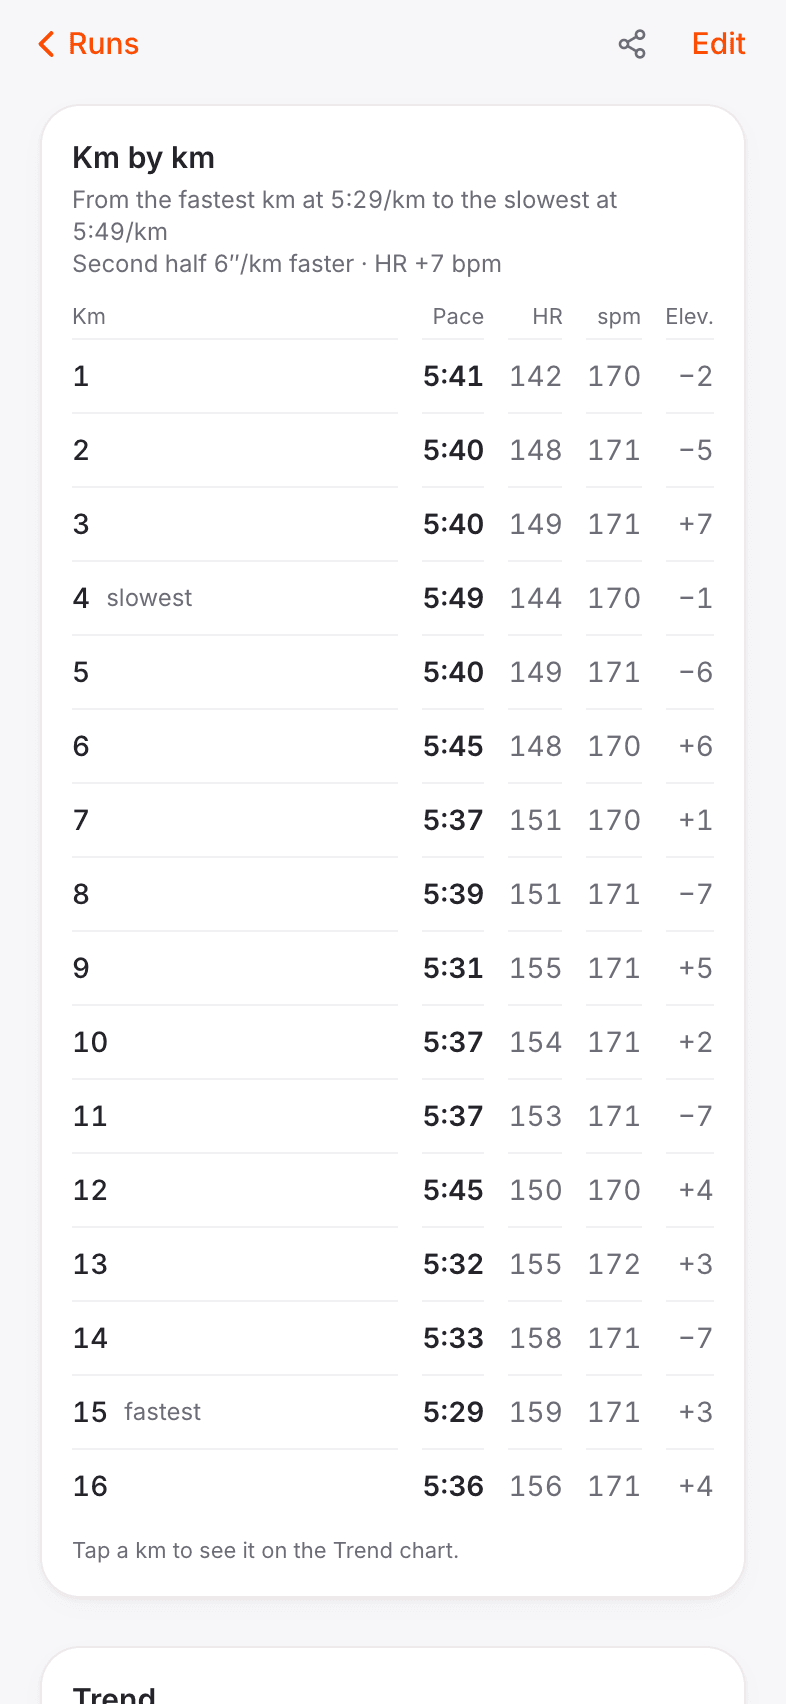 Runs Edit
Km by km
From the fastest km at 5:29/km to the slowest at
5:49/km
Second half 6″/km faster · HR +7 bpm
Km Pace HR spm Elev.
1 5:41 142 170 −2
2 5:40 148 171 −5
3 5:40 149 171 +7
4 slowest 5:49 144 170 −1
5 5:40 149 171 −6
6 5:45 148 170 +6
7 5:37 151 170 +1
8 5:39 151 171 −7
9 5:31 155 171 +5
10 5:37 154 171 +2
11 5:37 153 171 −7
12 5:45 150 170 +4
13 5:32 155 172 +3
14 5:33 158 171 −7
15 fastest 5:29 159 171 +3
16 5:36 156 171 +4
Tap a km to see it on the Trend chart.
Trend